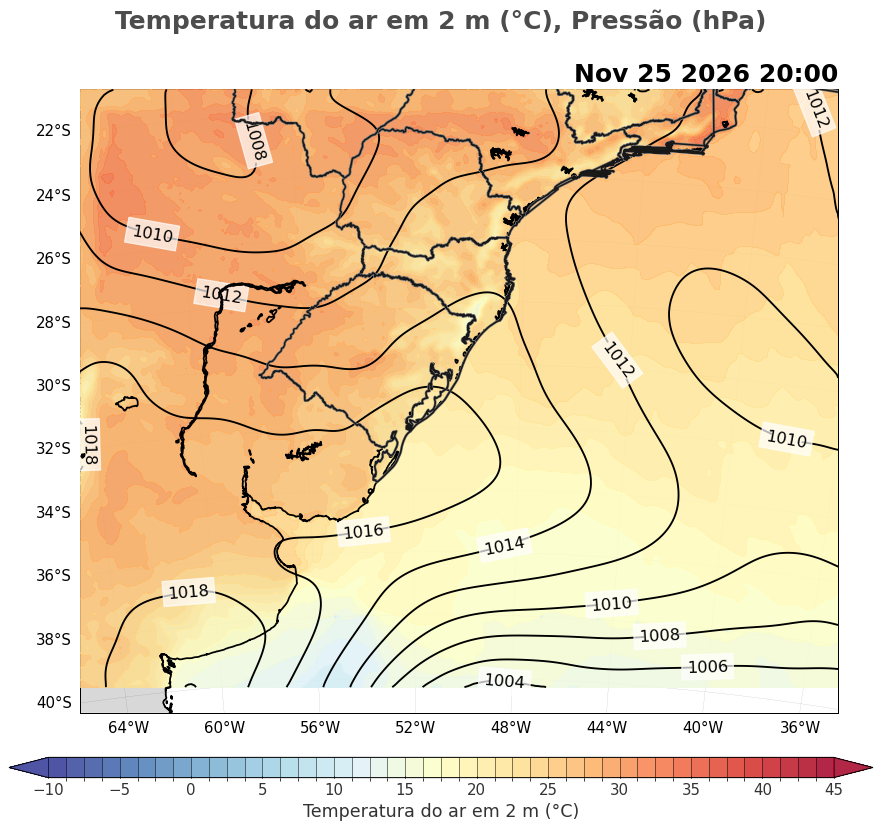 Temperatura do ar em 2 m (°C), Pressão (hPa)
Nov 25 2026 20:00
1012
1008
22°S
24°S
1010
26°S
1012
28°S
1012
30°S
1018
1010
32°S
34°S
1016
1014
36°S
1018
1010
38°S
1008
1006
1004
40°S
64°W 60°W 56°W 52°W 48°W 44°W 40°W 36°W
−10 −5 0 5 10 15 20 25 30 35 40 45
Temperatura do ar em 2 m (°C)